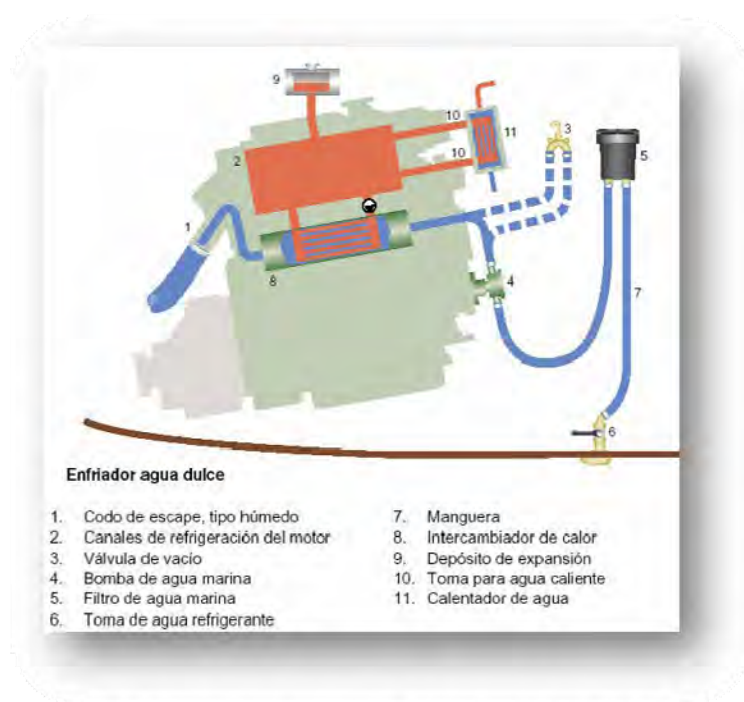 9
10
11
3
5
2
10
1
4
7
8
6
Enfriador agua dulce
1. Codo de escape, tipo húmedo
2. Canales de refrigeración del motor
3. Válvula de vacío
4. Bomba de agua marina
5. Filtro de agua marina
6. Toma de agua refrigerante
7. Manguera
8. Intercambiador de calor
9. Depósito de expansión
10. Toma para agua caliente
11. Calentador de agua